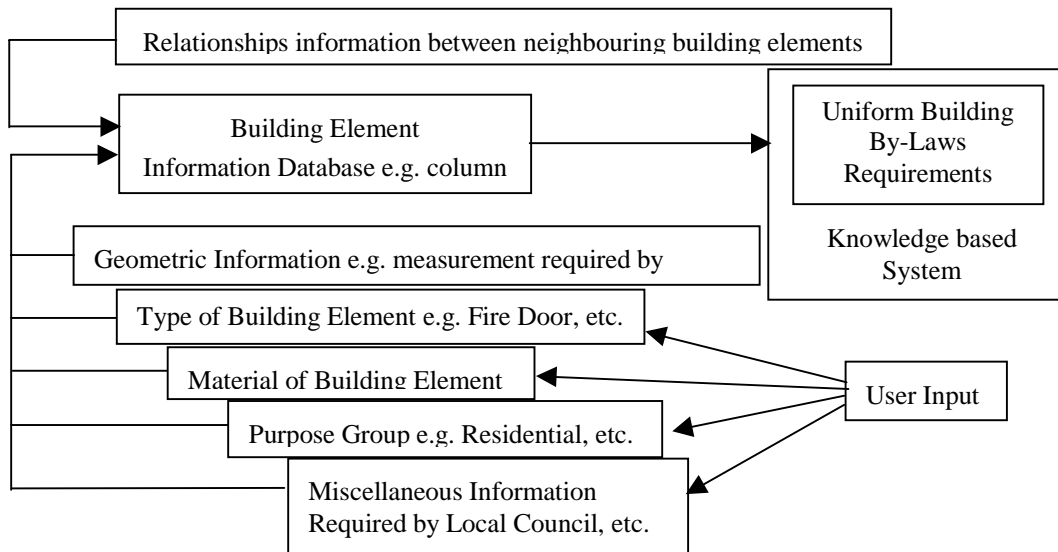 Relationships information between neighbouring building elements
Building Element
Information Database e.g. column
Uniform Building
By-Laws
Requirements
Knowledge based
System
Geometric Information e.g. measurement required by
Type of Building Element e.g. Fire Door, etc.
Material of Building Element
User Input
Purpose Group e.g. Residential, etc.
Miscellaneous Information
Required by Local Council, etc.